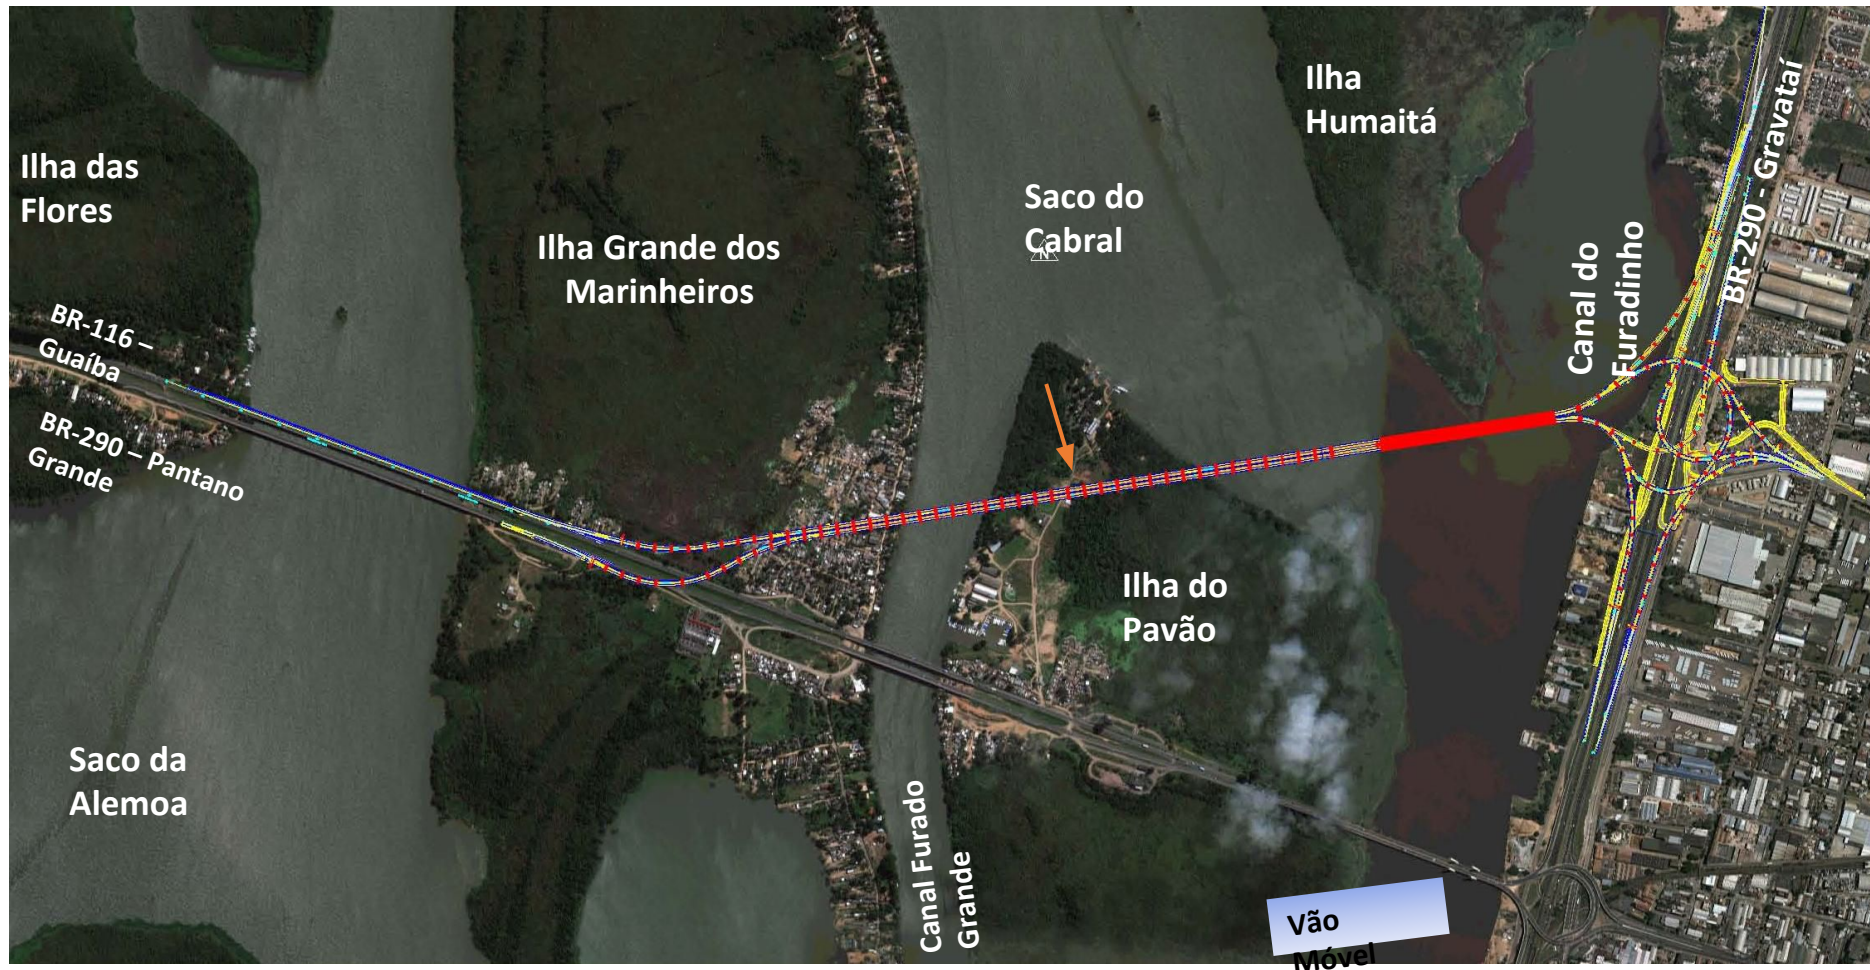 Ilha das
Flores
BR-116 –
Guaíba
BR-290 – Pantano
Grande
Saco da
Alemoa
Ilha Grande dos
Marinheiros
Saco do
Cabral
N
Ilha
Humaitá
Canal do
Furadinho
BR-290 - Gravataí
Ilha do
Pavão
Canal Furado
Grande
Vão
Móvel